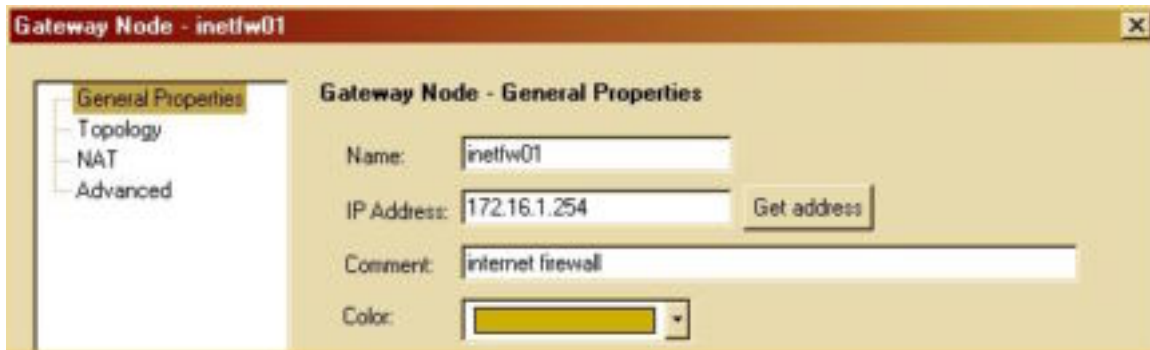 Gateway Node - inetfw01
General Properties
Topology
NAT
Advanced
Gateway Node - General Properties
Name: inetfw01
IP Address: 172.16.1.254 Get address
Comment: internet firewall
Color: